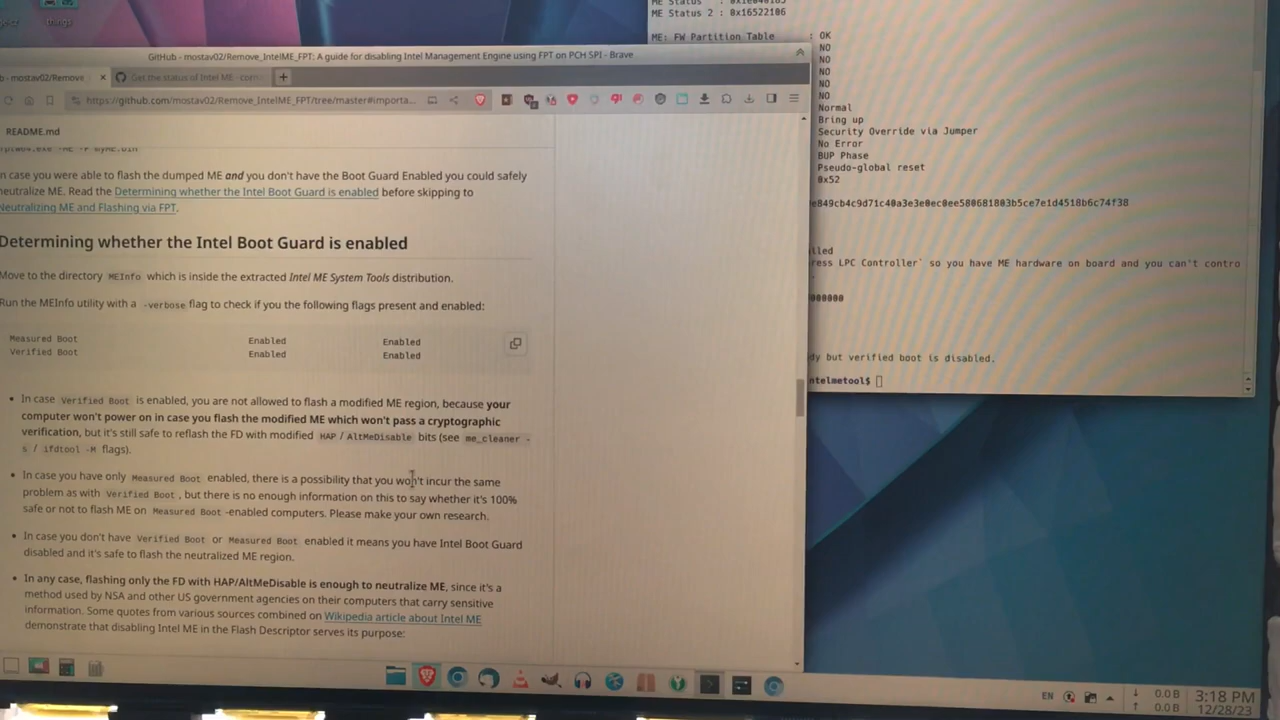 things
ME Status 2 : 0x16522106
ME: FW Partition Table : OK
NO
NO
NO
NO
NO
Normal
Bring up
Security Override via Jumper
No Error
BUP Phase
Pseudo-global reset
0x52
ress LPC Controller` so you have ME hardware on board and you can't contro
dy but verified boot is disabled.
ntelmetool$
GitHub - mostav02/Remove_IntelME_FPT: A guide for disabling Intel Management Engine using FPT on PCH SPI - Brave
b - mostav02/Remove
Get the status of Intel ME - com
https://github.com/mostav02/Remove_IntelME_FPT/tree/master#importa...
README.md
n case you were able to flash the dumped ME and you don't have the Boot Guard Enabled you could safely
neutralize ME. Read the Determining whether the Intel Boot Guard is enabled before skipping to
Neutralizing ME and Flashing via FPT.
Determining whether the Intel Boot Guard is enabled
Move to the directory MEInfo which is inside the extracted Intel ME System Tools distribution.
Run the MEInfo utility with a -verbose flag to check if you the following flags present and enabled:
Measured Boot Enabled Enabled
Verified Boot Enabled Enabled
• In case Verified Boot is enabled, you are not allowed to flash a modified ME region, because your
computer won't power on in case you flash the modified ME which won't pass a cryptographic
verification, but it's still safe to reflash the FD with modified HAP / AltMeDisable bits (see me_cleaner -
s / ifdtool -M flags).
• In case you have only Measured Boot enabled, there is a possibility that you won't incur the same
problem as with Verified Boot , but there is no enough information on this to say whether it's 100%
safe or not to flash ME on Measured Boot -enabled computers. Please make your own research.
• In case you don't have Verified Boot or Measured Boot enabled it means you have Intel Boot Guard
disabled and it's safe to flash the neutralized ME region.
• In any case, flashing only the FD with HAP/AltMeDisable is enough to neutralize ME, since it's a
method used by NSA and other US government agencies on their computers that carry sensitive
information. Some quotes from various sources combined on Wikipedia article about Intel ME
demonstrate that disabling Intel ME in the Flash Descriptor serves its purpose:
EN
0.0 B
0.0 B
3:18 PM
12/28/23